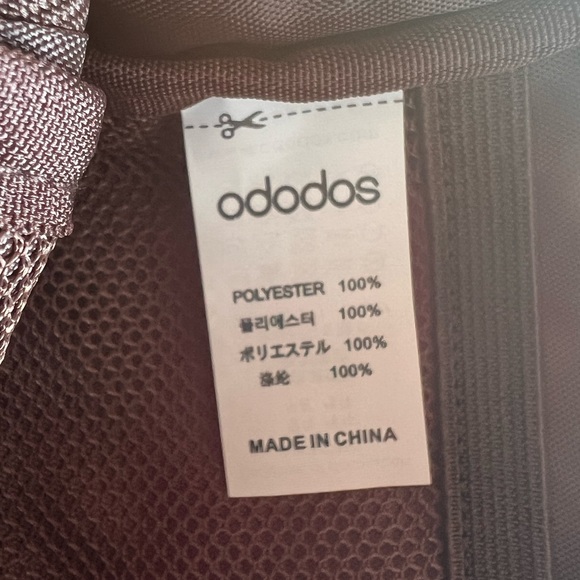 ododos
POLYESTER 100%
폴리에스터 100%
ポリエステル 100%
涤纶 100%
MADE IN CHINA